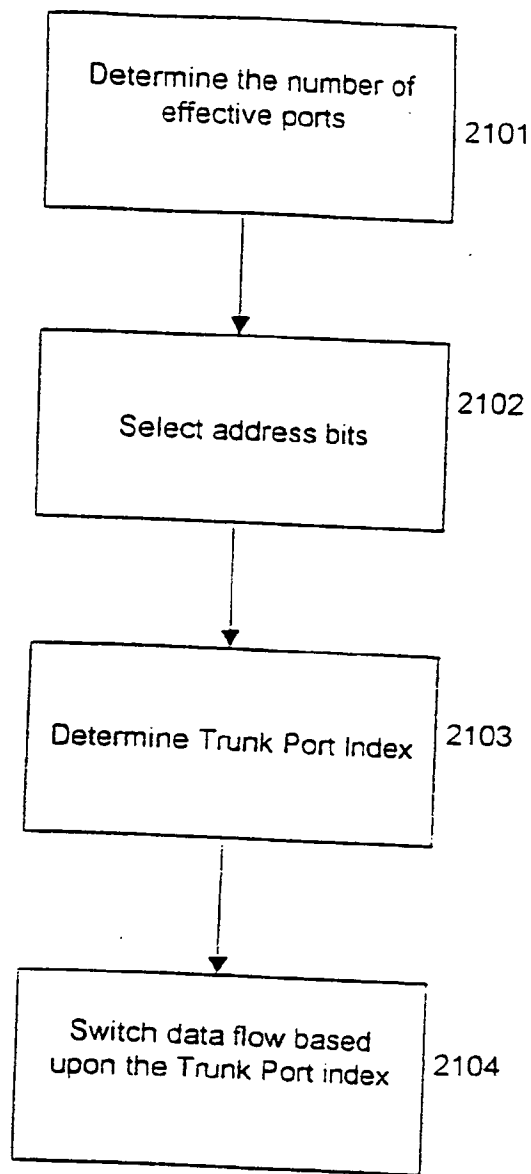 Determine the number of
effective ports
2101
Select address bits
2102
Determine Trunk Port Index
2103
Switch data flow based
upon the Trunk Port index
2104